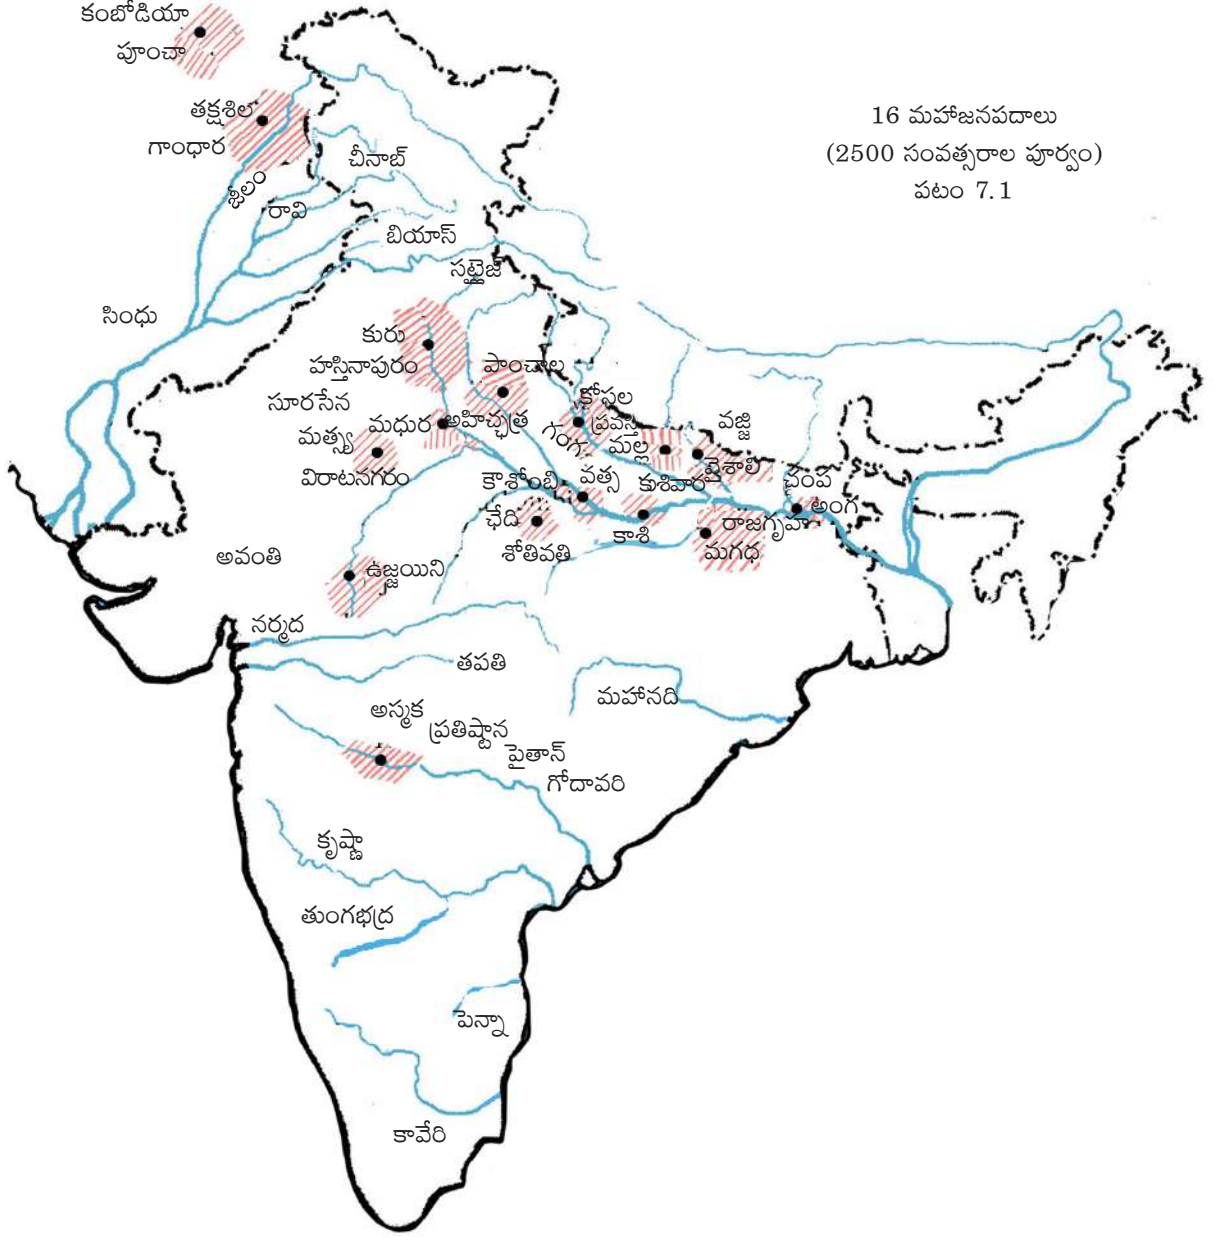 కంబోడియా
పూంచా
16 మహాజనపదాలు
(2500 సంవత్సరాల పూర్వం)
పటం 7.1
తక్షశిల
గాంధార
చీనాబ్
జీలం
రావి
బియాస్
సట్లెజ్
సింధు
కురు
హస్తినాపురం
పాంచాల
సూరసేన
కోసల
మధుర
అహిచ్ఛత్ర
ప్రవస్తి
వజ్జి
మత్స్య
గంగ
మల్ల
విరాటనగరం
వైశాలి
కౌశాంబి
వత్స
చంప
అంగ
ఛేది
రాజగృహ
కాశి
మగధ
శోతివతి
అవంతి
ఉజ్జయిని
నర్మద
తపతి
మహానది
అస్మక
ప్రతిష్టాన
పైతాన్
గోదావరి
కృష్ణా
తుంగభద్ర
పెన్నా
కావేరి